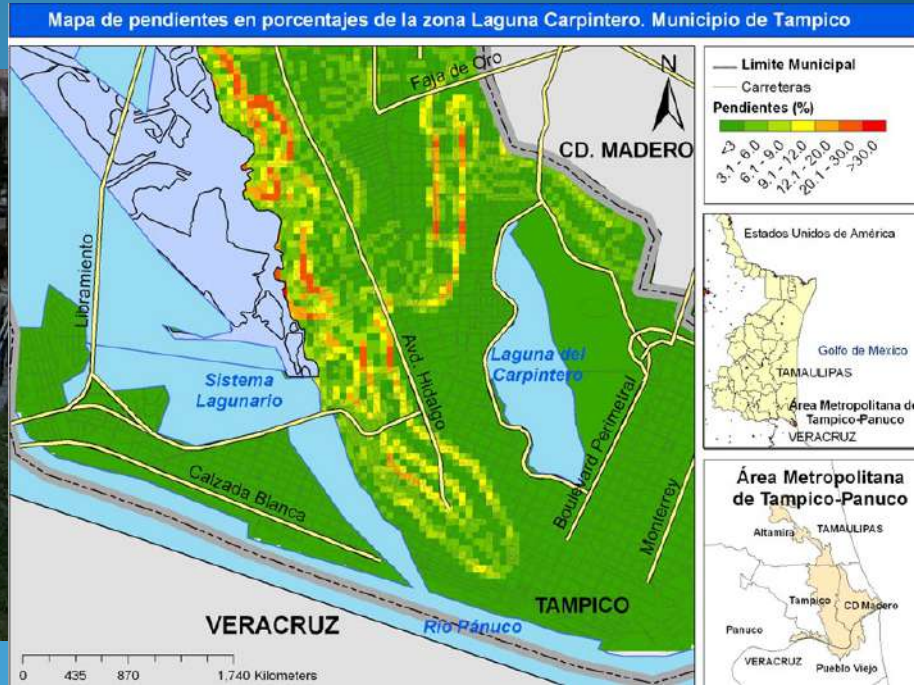 Mapa de pendientes en porcentajes de la zona Laguna Carpintero. Municipio de Tampico
Faja de Oro
N
CD. MADERO
Libramiento
Avd. Hidalgo
Sistema
Lagunario
Laguna del
Carpintero
Boulevard Perimetral
Calzada Blanca
Monterrey
TAMPICO
VERACRUZ
Río Pánuco
0 435 870 1,740 Kilometers
Limite Municipal
Carreteras
Pendientes (%)
<3
3.1 - 6.0
6.1 - 9.0
9.1 - 12.0
12.1 - 20.0
20.1 - 30.0
>30.0
Estados Unidos de América
Golfo de México
TAMAULIPAS
Área Metropolitana de
Tampico-Panuco
VERACRUZ
Área Metropolitana
de Tampico-Panuco
Altamira
TAMAULIPAS
Tampico
CD Madero
Panuco
VERACRUZ
Pueblo Viejo